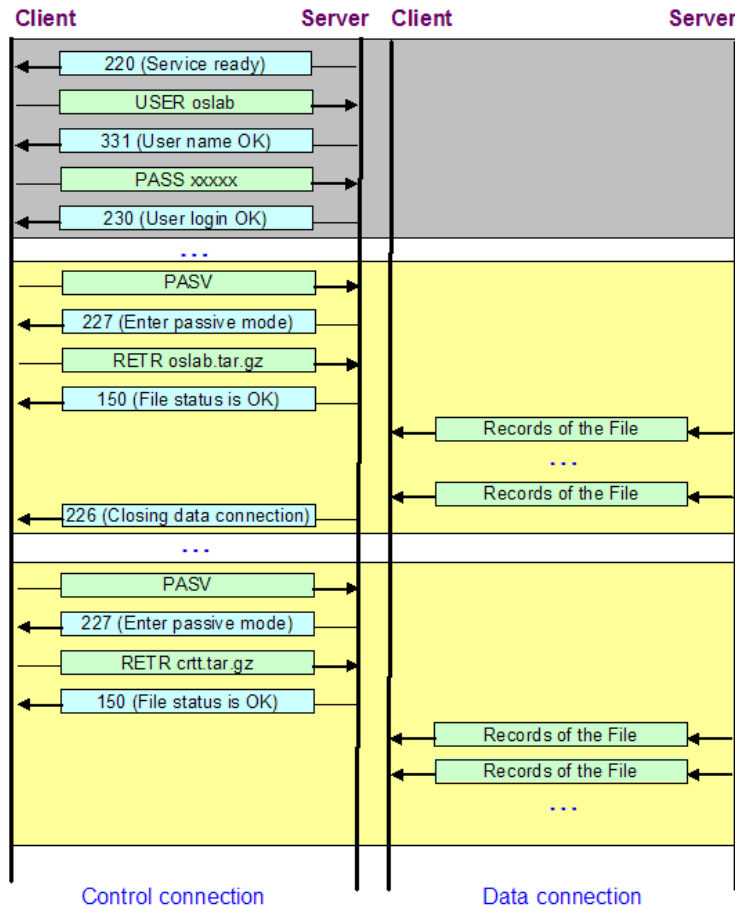 Client Server Client Server
220 (Service ready)
USER oslab
331 (User name OK)
PASS xxxxx
230 (User login OK)
...
PASV
227 (Enter passive mode)
RETR oslab.tar.gz
150 (File status is OK)
Records of the File
...
Records of the File
226 (Closing data connection)
...
PASV
227 (Enter passive mode)
RETR crtt.tar.gz
150 (File status is OK)
Records of the File
Records of the File
...
Control connection Data connection